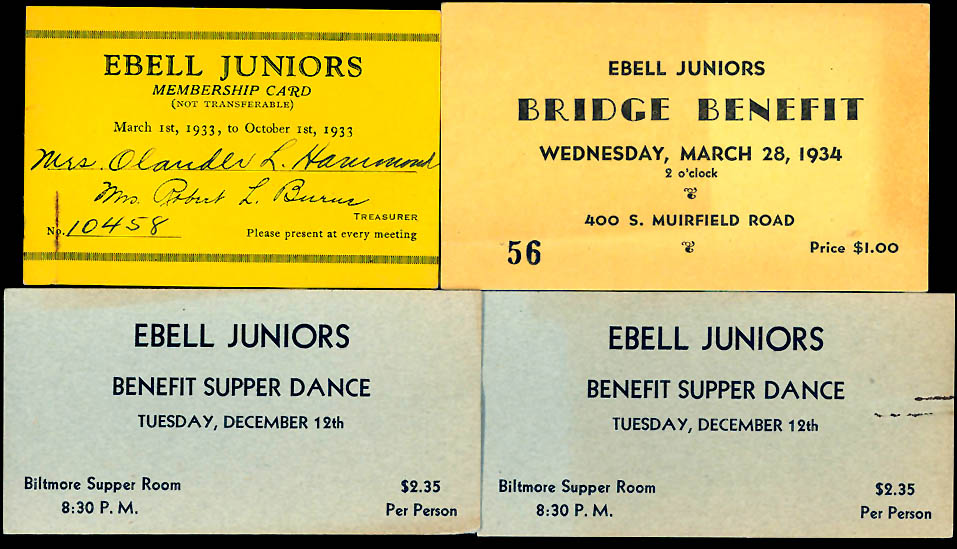 EBELL JUNIORS
MEMBERSHIP CARD
(NOT TRANSFERABLE)
March 1st, 1933, to October 1st, 1933
Mrs. Olander L. Hammond
Mrs. Robert L. Burns
TREASURER
No. 10458
Please present at every meeting
EBELL JUNIORS
BRIDGE BENEFIT
WEDNESDAY, MARCH 28, 1934
2 o'clock
400 S. MUIRFIELD ROAD
56
Price $1.00
EBELL JUNIORS
BENEFIT SUPPER DANCE
TUESDAY, DECEMBER 12th
Biltmore Supper Room
$2.35
8:30 P. M.
Per Person
EBELL JUNIORS
BENEFIT SUPPER DANCE
TUESDAY, DECEMBER 12th
Biltmore Supper Room
$2.35
8:30 P. M.
Per Person